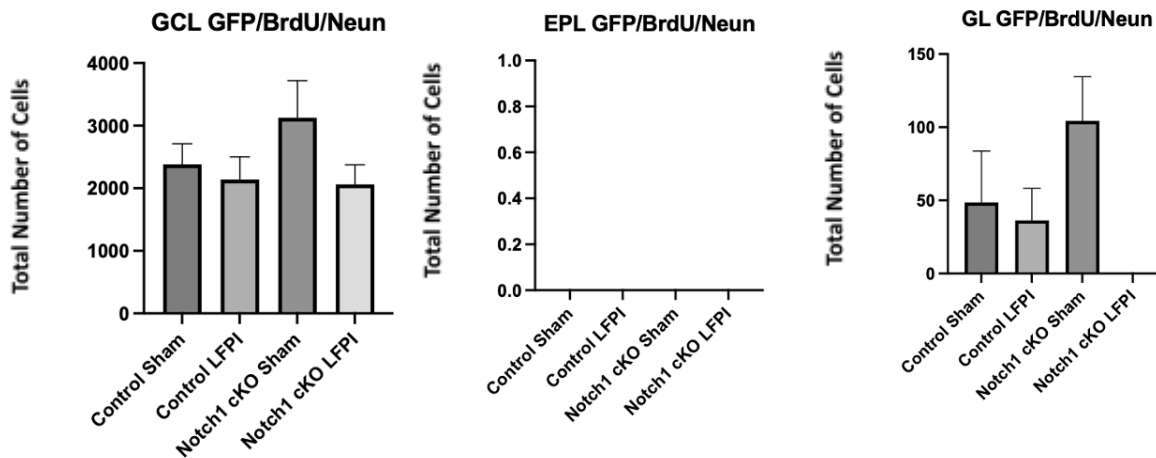 GCL GFP/BrdU/Neun
Total Number of Cells
4000
3000
2000
1000
0
Control Sham
Control LFPI
Notch1 cKO Sham
Notch1 cKO LFPI
EPL GFP/BrdU/Neun
Total Number of Cells
1.0
0.8
0.6
0.4
0.2
0.0
Control Sham
Control LFPI
Notch1 cKO Sham
Notch1 cKO LFPI
GL GFP/BrdU/Neun
Total Number of Cells
150
100
50
0
Control Sham
Control LFPI
Notch1 cKO Sham
Notch1 cKO LFPI